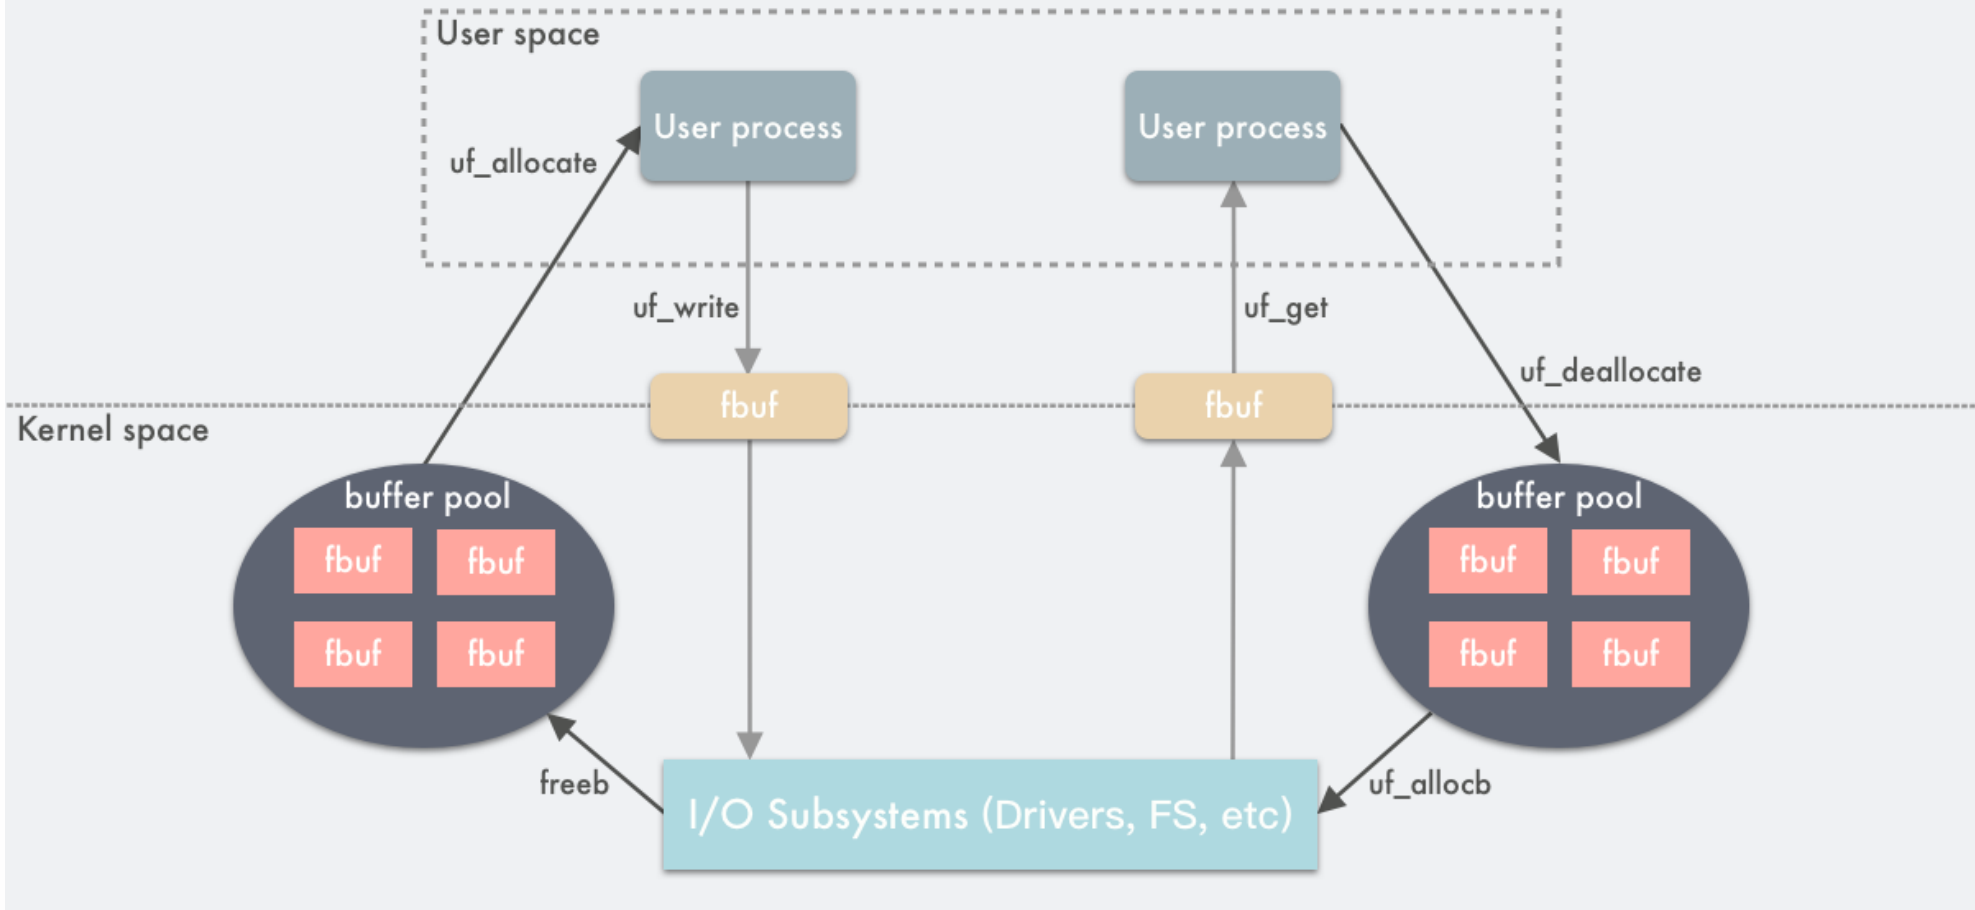 User space
User process
User process
uf_allocate
uf_write
uf_get
uf_deallocate
fbuf
fbuf
Kernel space
buffer pool
fbuf
fbuf
fbuf
fbuf
buffer pool
fbuf
fbuf
fbuf
fbuf
freeb
uf_allocb
I/O Subsystems (Drivers, FS, etc)